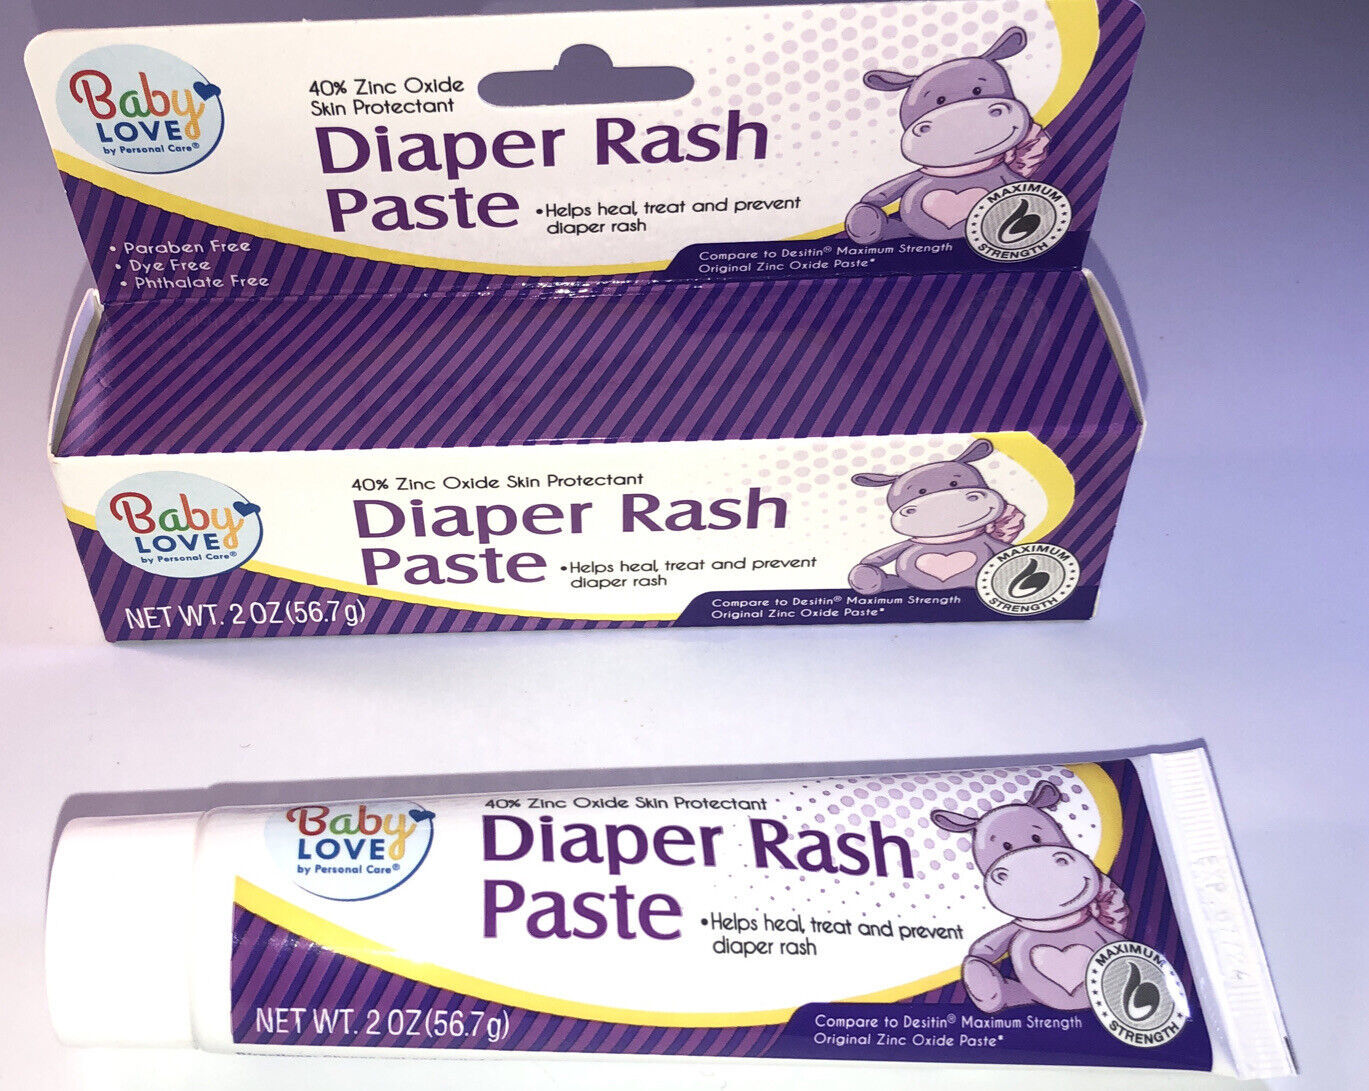 Baby
LOVE
by Personal Care®
40% Zinc Oxide
Skin Protectant
Diaper Rash
Paste
•Helps heal, treat and prevent
diaper rash
• Paraben Free
• Dye Free
• Phthalate Free
MAXIMUM
STRENGTH
Compare to Desitin® Maximum Strength
Original Zinc Oxide Paste*
Baby
LOVE
by Personal Care®
40% Zinc Oxide Skin Protectant
Diaper Rash
Paste
•Helps heal, treat and prevent
diaper rash
NET WT. 2 OZ(56.7g)
MAXIMUM
STRENGTH
Compare to Desitin® Maximum Strength
Original Zinc Oxide Paste*
Baby
LOVE
by Personal Care®
40% Zinc Oxide Skin Protectant
Diaper Rash
Paste
•Helps heal, treat and prevent
diaper rash
NET WT. 2 OZ(56.7g)
MAXIMUM
STRENGTH
Compare to Desitin® Maximum Strength
Original Zinc Oxide Paste*
EXP